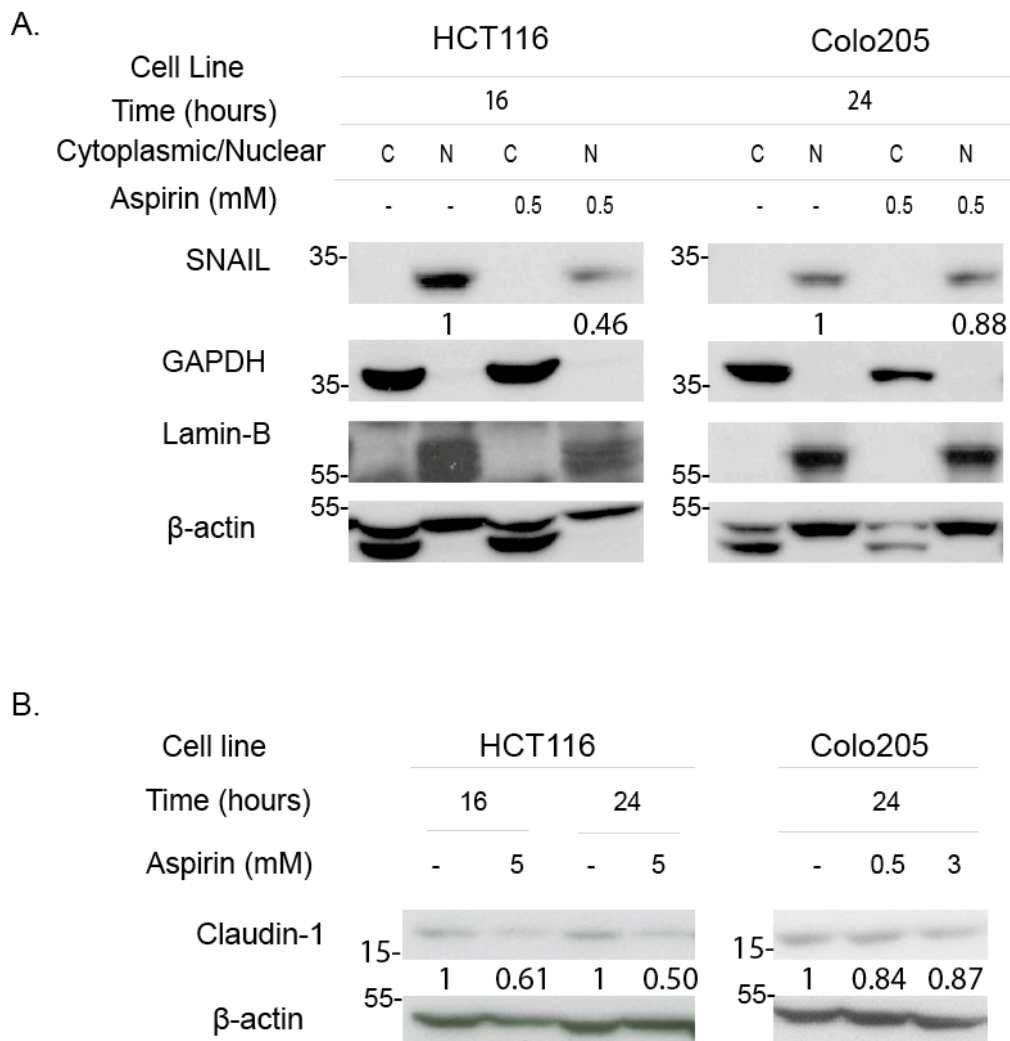 A.
HCT116 Colo205
Cell Line
Time (hours) 16 24
Cytoplasmic/Nuclear C N C N C N C N
Aspirin (mM) - - 0.5 0.5 - - 0.5 0.5
SNAIL 35- 35-
1 0.46 1 0.88
GAPDH 35- 35-
Lamin-B 55- 55-
β-actin 55- 55-
B.
Cell line HCT116 Colo205
Time (hours) 16 24 24
Aspirin (mM) - 5 - 5 - 0.5 3
Claudin-1 15- 15-
1 0.61 1 0.50 1 0.84 0.87
β-actin 55- 55-